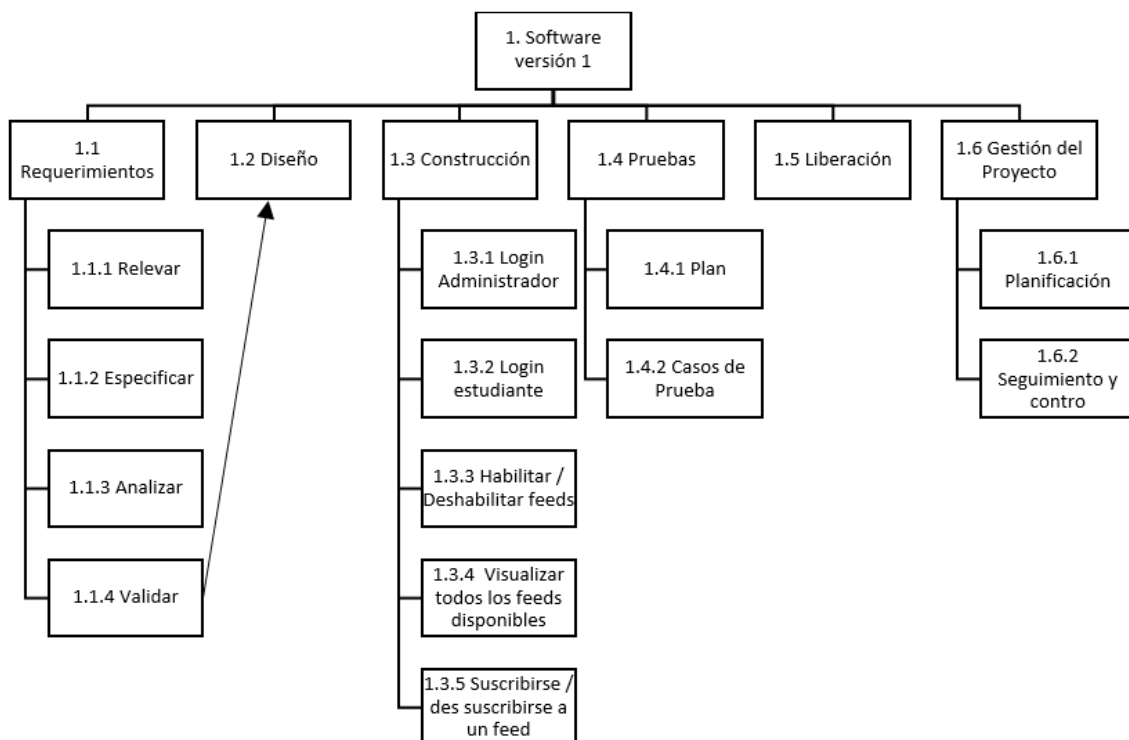 1. Software
versión 1
1.1
Requerimientos
1.2 Diseño
1.3 Construcción
1.4 Pruebas
1.5 Liberación
1.6 Gestión del
Proyecto
1.1.1 Relevar
1.1.2 Especificar
1.1.3 Analizar
1.1.4 Validar
1.3.1 Login
Administrador
1.3.2 Login
estudiante
1.3.3 Habilitar /
Deshabilitar feeds
1.3.4 Visualizar
todos los feeds
disponibles
1.3.5 Suscribirse /
des suscribirse a
un feed
1.4.1 Plan
1.4.2 Casos de
Prueba
1.6.1
Planificación
1.6.2
Seguimiento y
contro